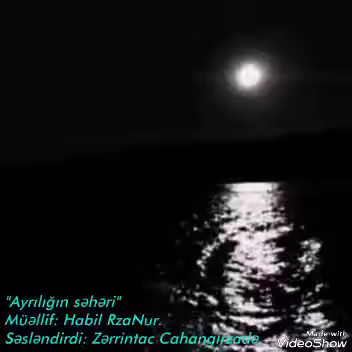 "Ayrılığın səhəri"
Müəllif: Habil RzaNur.
Səsləndirdi: Zərrintac Cahangirzadə
Made with
VideoShow